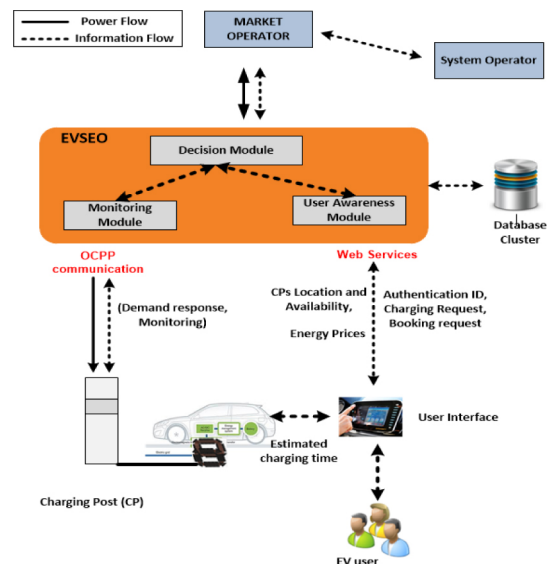 Power Flow
Information Flow
MARKET
OPERATOR
System Operator
EVSEO
Decision Module
Monitoring
Module
User Awareness
Module
Database
Cluster
OCPP
communication
Web Services
(Demand response,
Monitoring)
CPs Location and
Availability,
Energy Prices
Authentication ID,
Charging Request,
Booking request
User Interface
Estimated
charging time
Charging Post (CP)
EV user